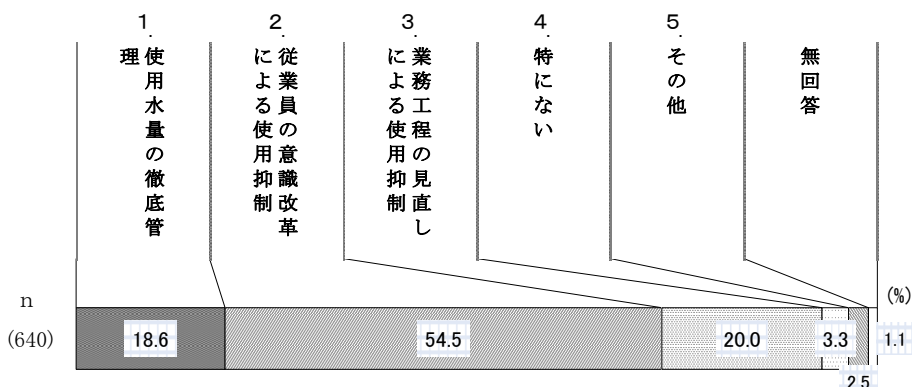 1.
使用水量の徹底管
理
2.
従業員の意識改革
による使用抑制
3.
業務工程の見直し
による使用抑制
4.
特にない
5.
その他
無回答
n
(%)
(640)
18.6
54.5
20.0
3.3
1.1
2.5